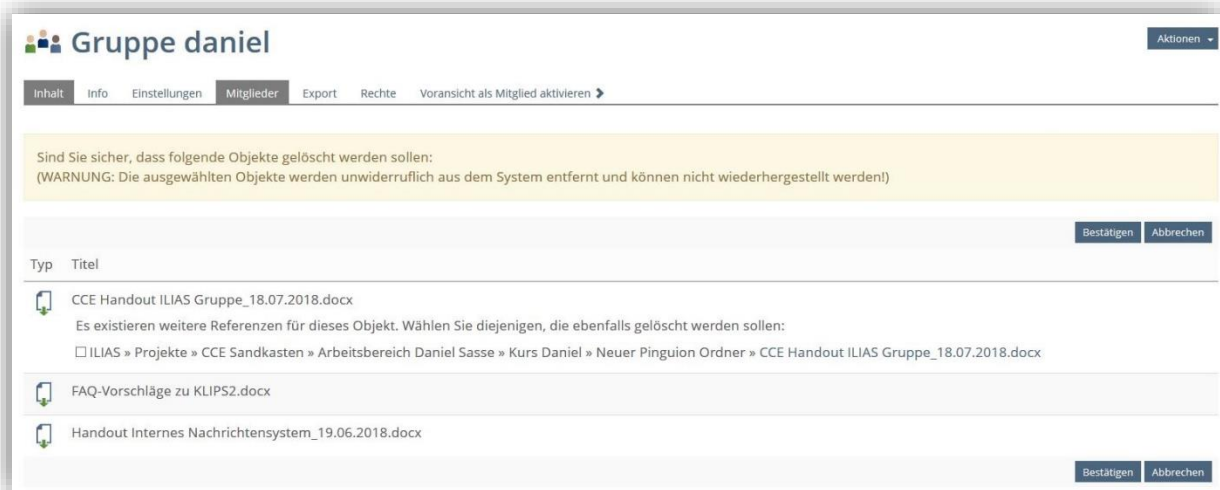 Gruppe daniel
Aktionen
Inhalt Info Einstellungen Mitglieder Export Rechte Voransicht als Mitglied aktivieren
Sind Sie sicher, dass folgende Objekte gelöscht werden sollen:
(WARNUNG: Die ausgewählten Objekte werden unwiderruflich aus dem System entfernt und können nicht wiederhergestellt werden!)
Bestätigen Abbrechen
Typ Titel
CCE Handout ILIAS Gruppe_18.07.2018.docx
Es existieren weitere Referenzen für dieses Objekt. Wählen Sie diejenigen, die ebenfalls gelöscht werden sollen:
ILIAS » Projekte » CCE Sandkasten » Arbeitsbereich Daniel Sasse » Kurs Daniel » Neuer Pinguion Ordner » CCE Handout ILIAS Gruppe_18.07.2018.docx
FAQ-Vorschläge zu KLIPS2.docx
Handout Internes Nachrichtensystem_19.06.2018.docx
Bestätigen Abbrechen